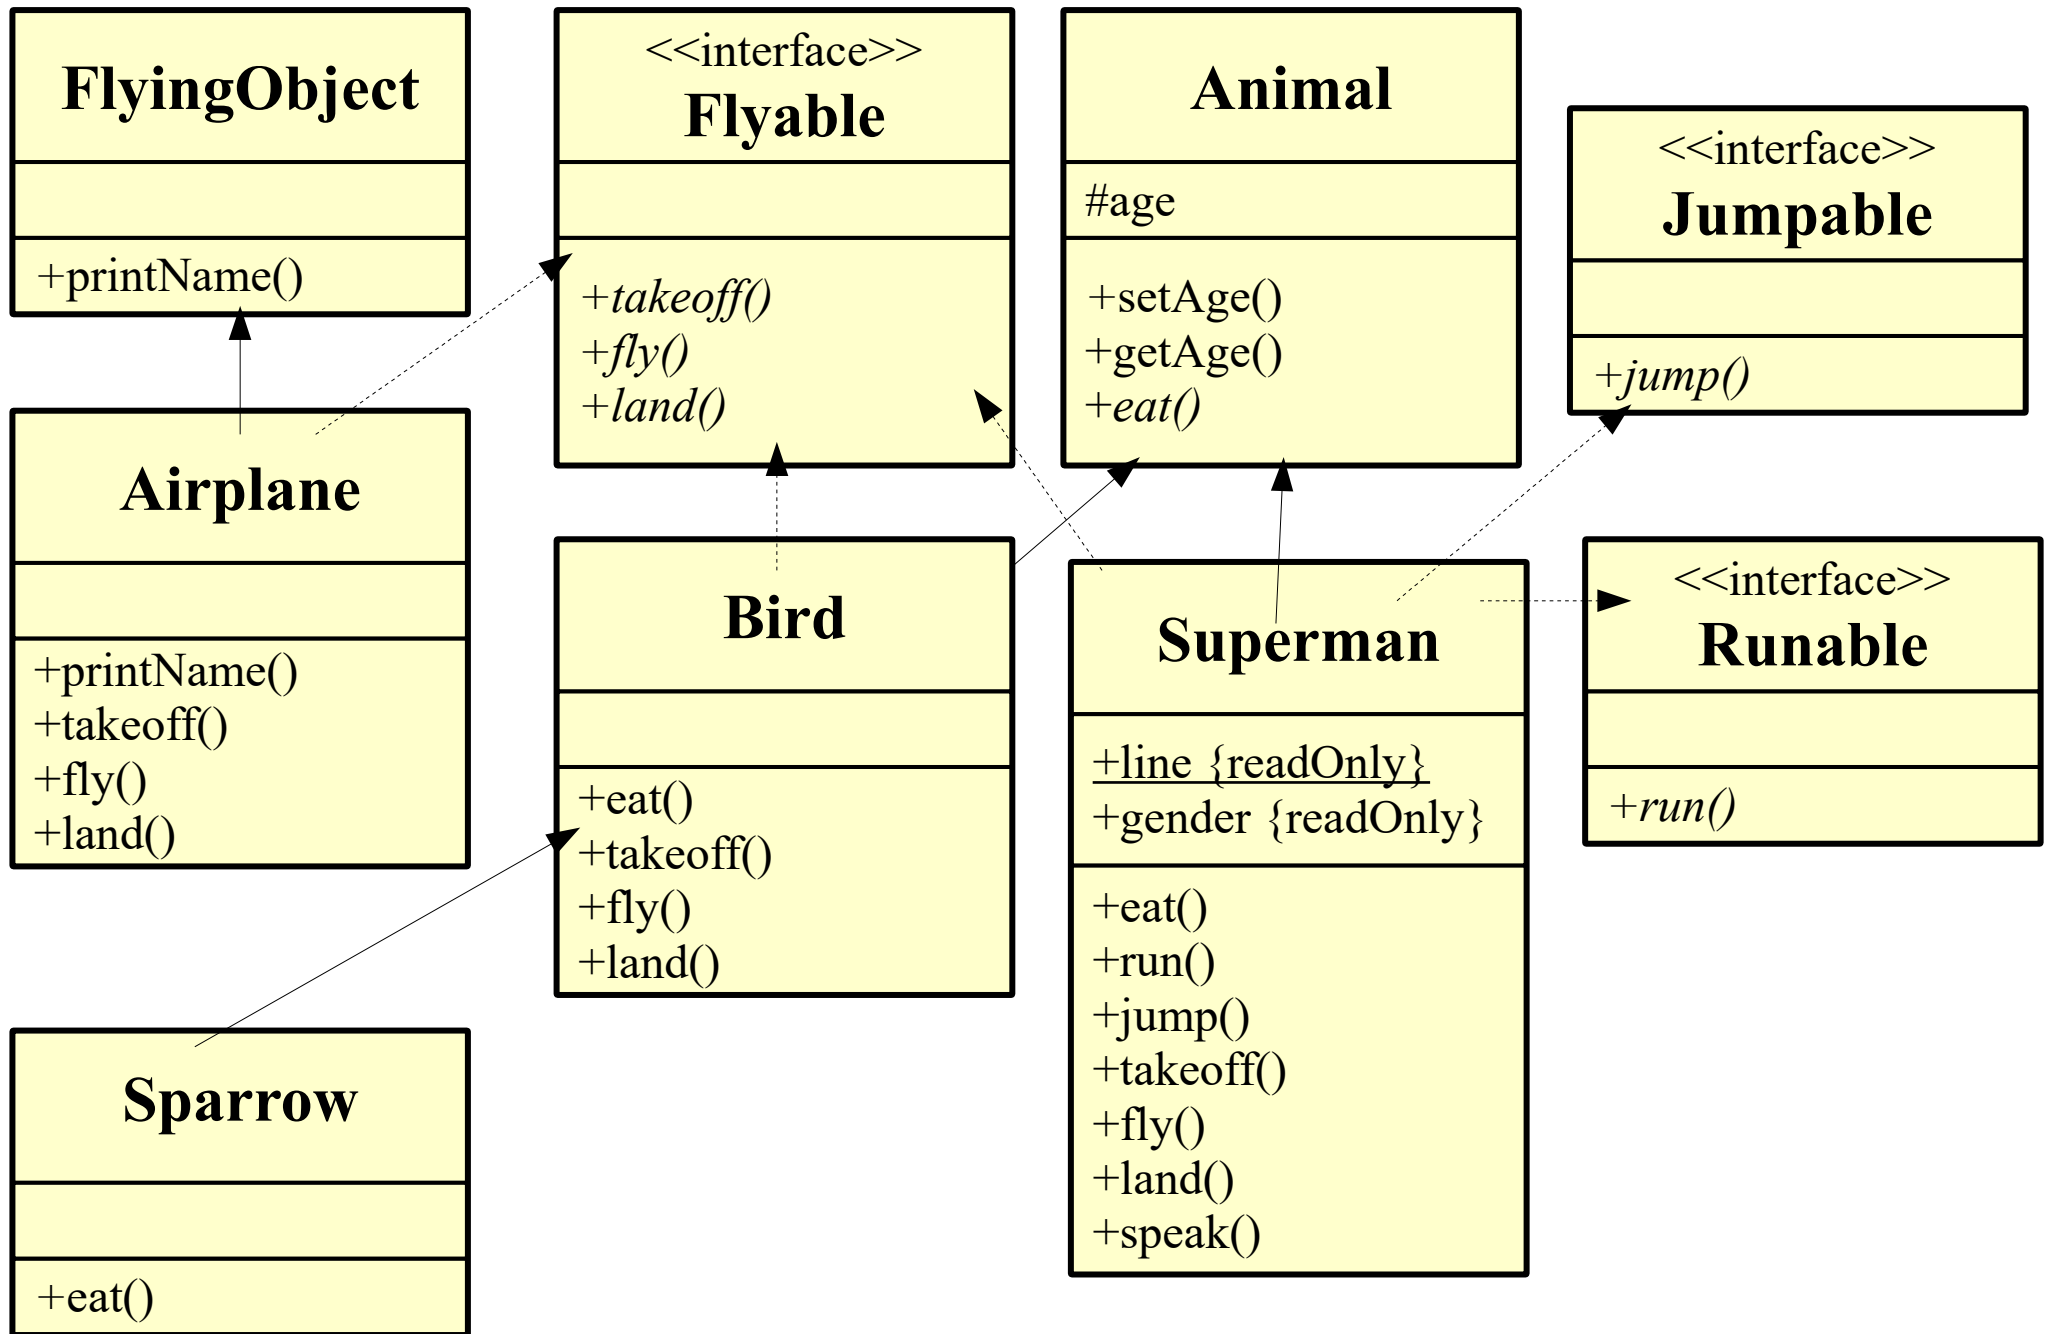 FlyingObject
+printName()
<<interface>>
Flyable
+takeoff()
+fly()
+land()
Animal
#age
+setAge()
+getAge()
+eat()
<<interface>>
Jumpable
+jump()
Airplane
+printName()
+takeoff()
+fly()
+land()
Bird
+eat()
+takeoff()
+fly()
+land()
Superman
+line {readOnly}
+gender {readOnly}
+eat()
+run()
+jump()
+takeoff()
+fly()
+land()
+speak()
<<interface>>
Runable
+run()
Sparrow
+eat()